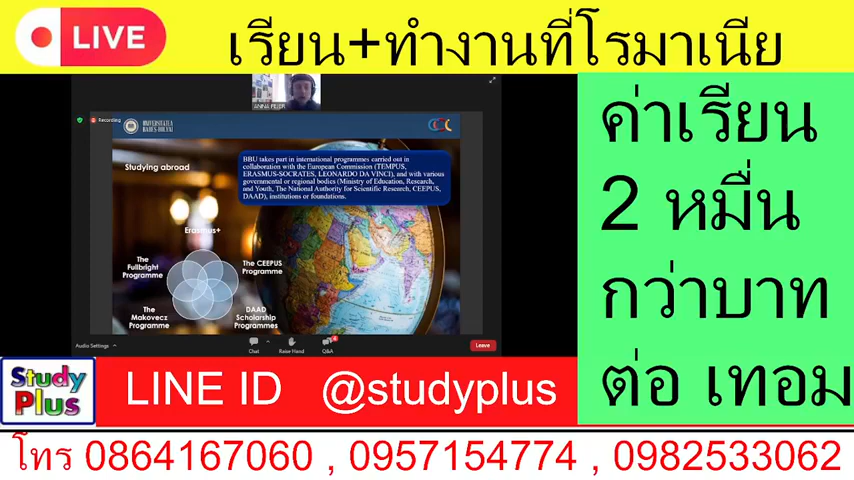 LIVE
เรียน+ทำงานที่โรมาเนีย
ค่าเรียน
2 หมื่น
กว่าบาท
ต่อ เทอม
ANNA FEJER
Recording
UNIVERSITATEA
BABEŞ-BOLYAI
Studying abroad
BBU takes part in international programmes carried out in
collaboration with the European Commission (TEMPUS,
ERASMUS-SOCRATES, LEONARDO DA VINCI), and with various
governmental or regional bodies (Ministry of Education, Research,
and Youth, The National Authority for Scientific Research, CEEPUS,
DAAD), institutions or foundations.
Erasmus+
The
Fullbright
Programme
The CEEPUS
Programme
The
Makovecz
Programme
DAAD
Scholarship
Programmes
Audio Settings
Chat
Raise Hand
Q&A
Leave
Study
Plus
LINE ID @studyplus
โทร 0864167060 , 0957154774 , 0982533062